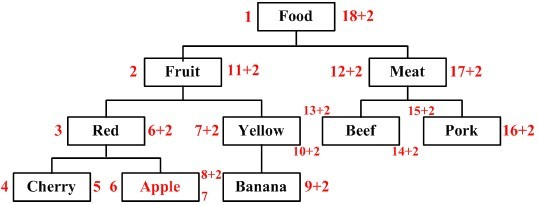 1 Food 18+2
2 Fruit 11+2 12+2 Meat 17+2
3 Red 6+2 7+2 Yellow 13+2 10+2 Beef 15+2 14+2 Pork 16+2
4 Cherry 5 6 Apple 8+2 7 Banana 9+2